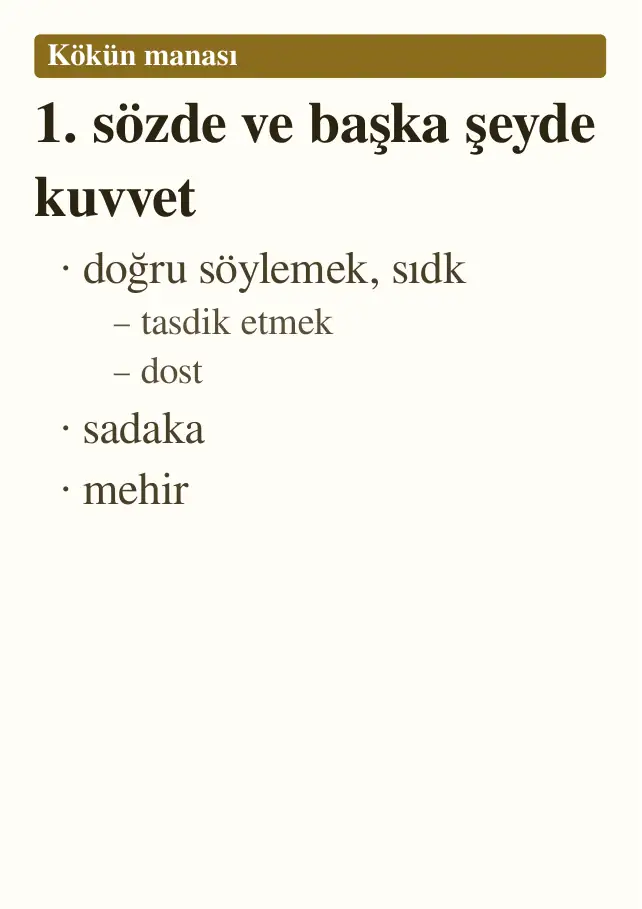 Kökün manası
1. sözde ve başka şeyde
kuvvet
· doğru söylemek, sıdk
– tasdik etmek
– dost
· sadaka
· mehir